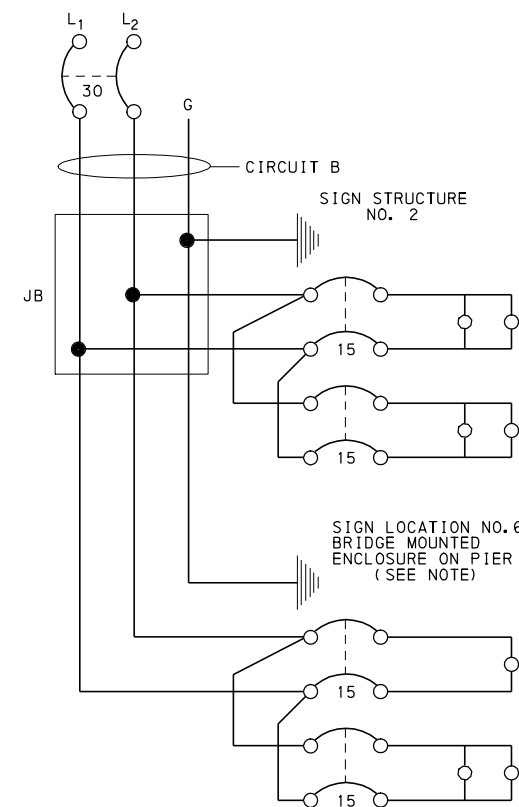 L1 L2
30
G
CIRCUIT B
SIGN STRUCTURE
NO. 2
JB
15
15
SIGN LOCATION NO.6
BRIDGE MOUNTED
ENCLOSURE ON PIER
(SEE NOTE)
15
15